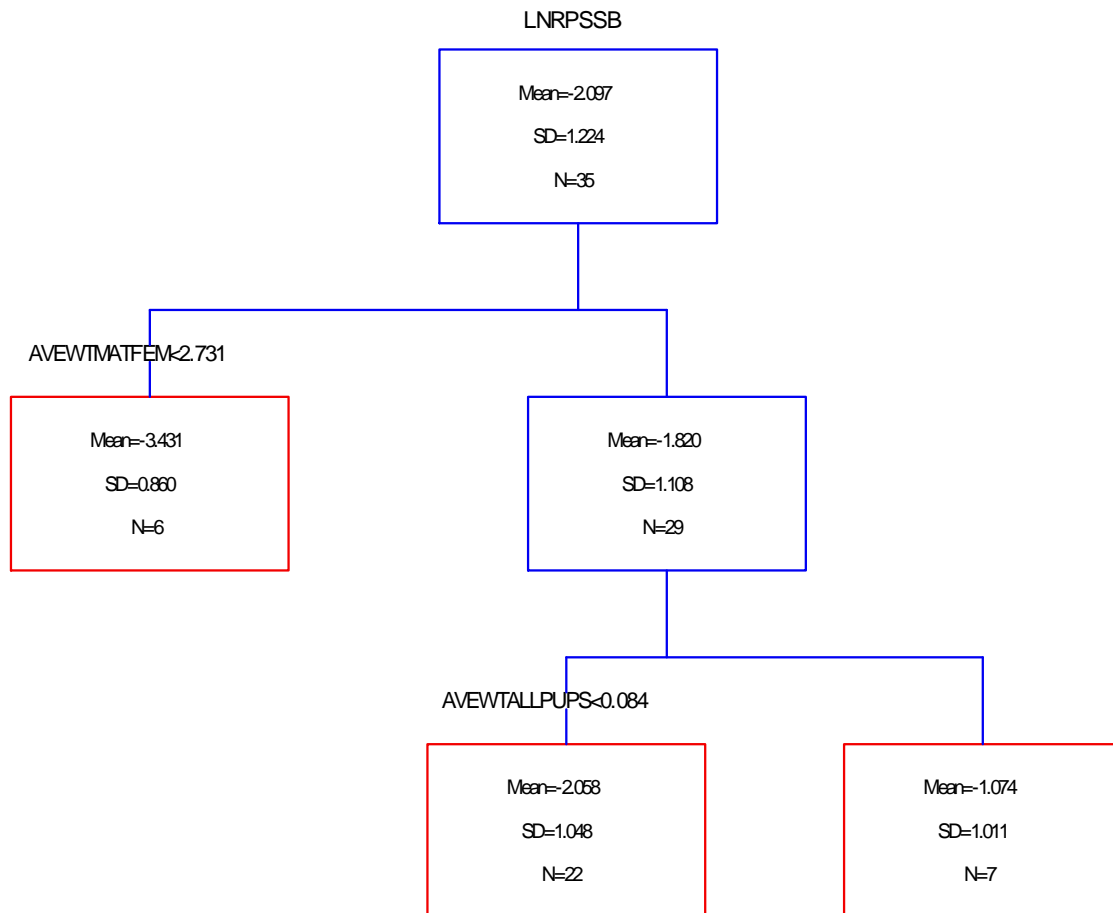 LNRPSSB
Mean=-2.097
SD=1.224
N=35
AVEWTMATFEM<2.731
Mean=-3.431
SD=0.860
N=6
Mean=-1.820
SD=1.108
N=29
AVEWTALLPUPS<0.084
Mean=-2.058
SD=1.048
N=22
Mean=-1.074
SD=1.011
N=7